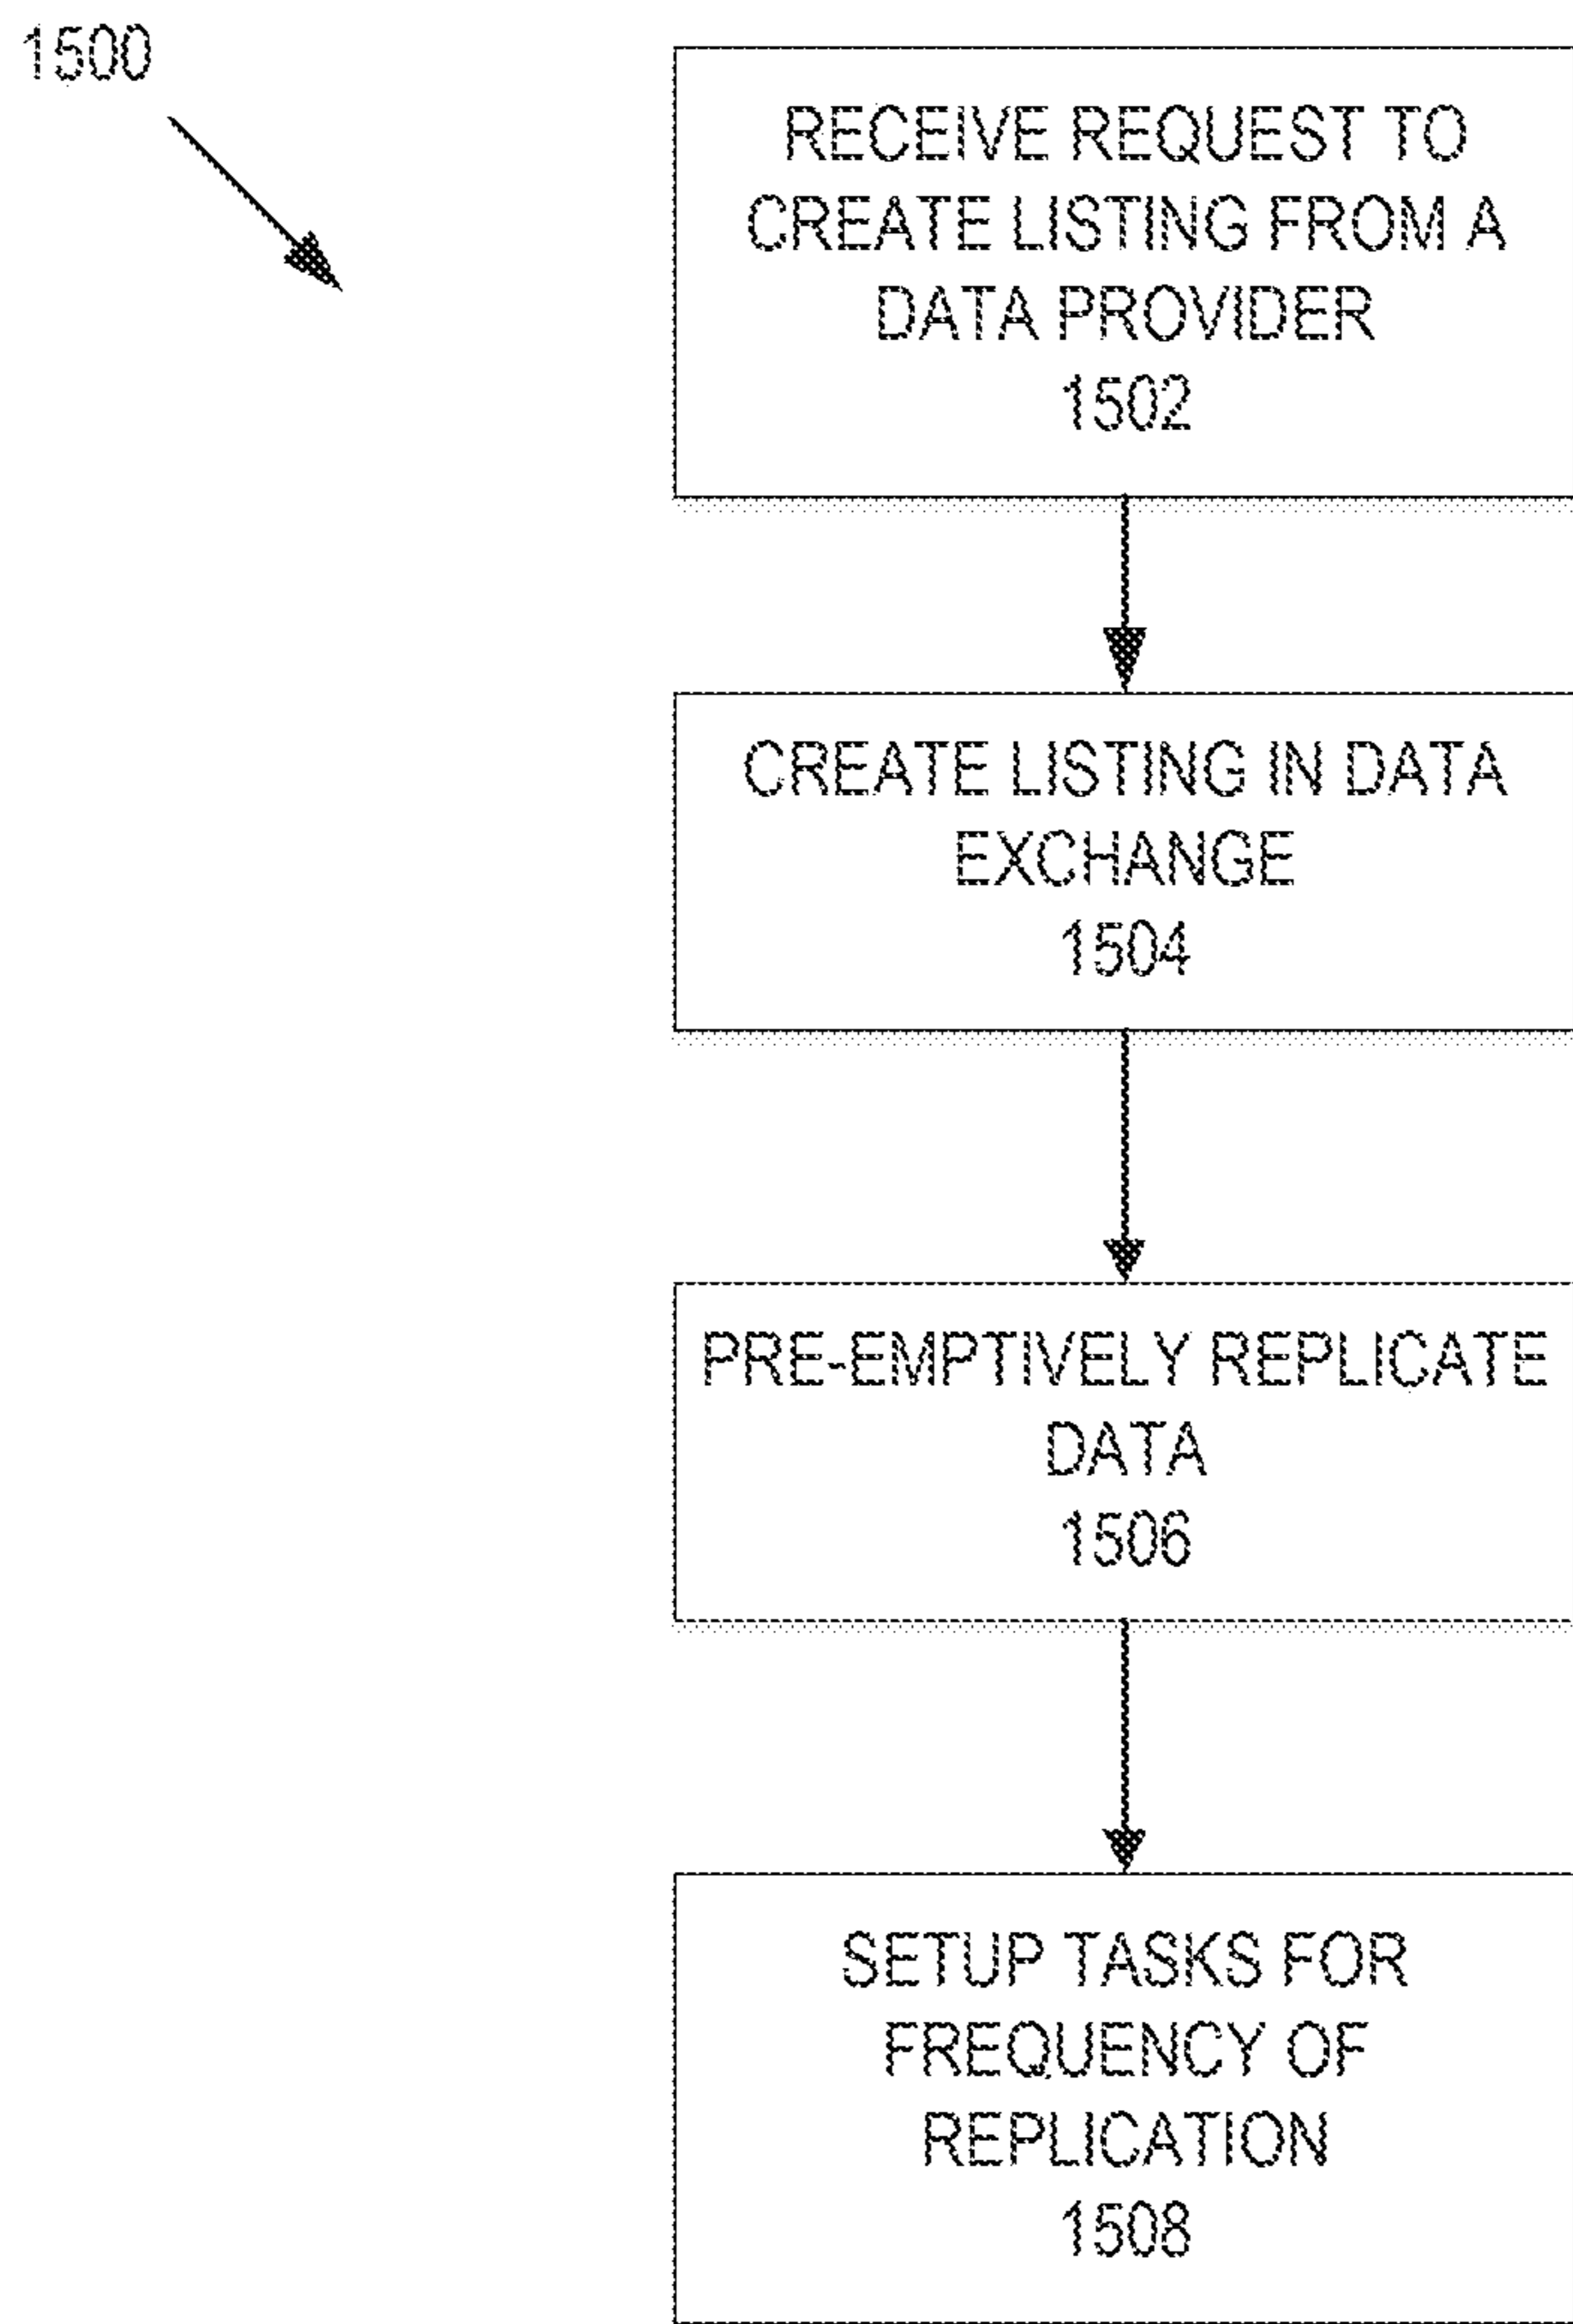 1500
RECEIVE REQUEST TO
CREATE LISTING FROM A
DATA PROVIDER
1502
CREATE LISTING IN DATA
EXCHANGE
1504
PRE-EMPTIVELY REPLICATE
DATA
1506
SETUP TASKS FOR
FREQUENCY OF
REPLICATION
1508